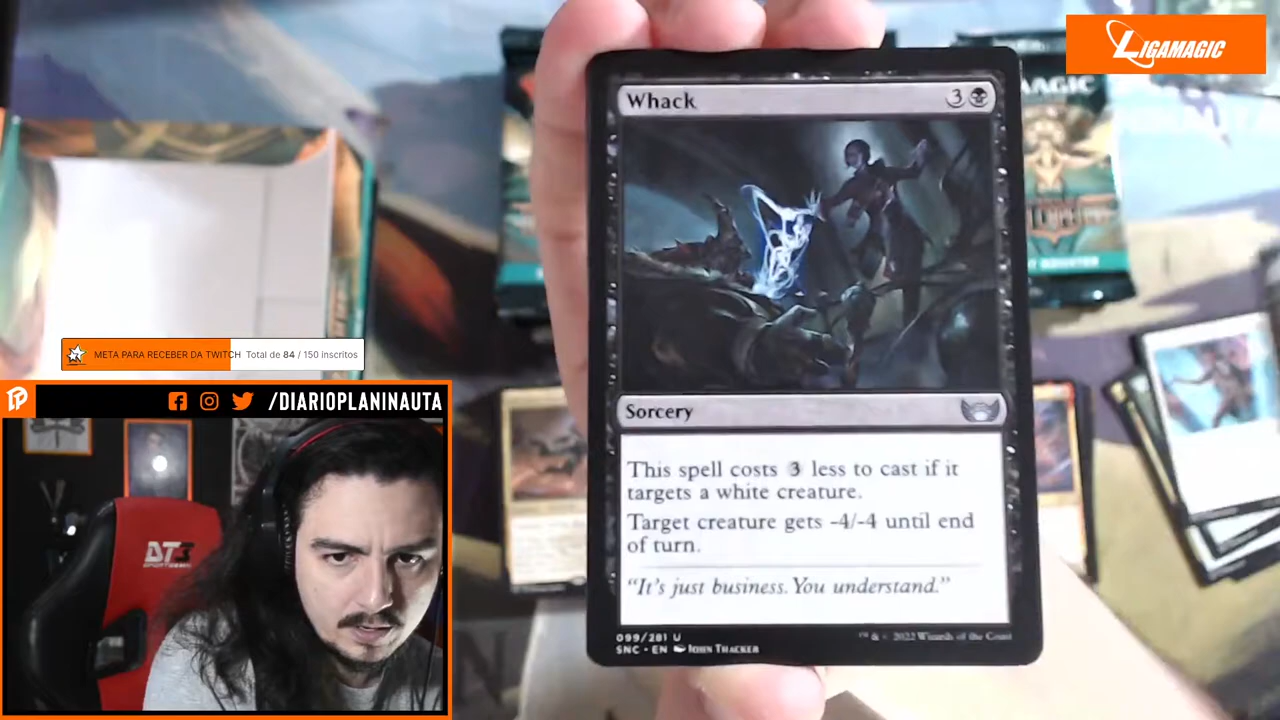 LIGAMAGIC
Whack
3
Sorcery
This spell costs 3 less to cast if it
targets a white creature.
Target creature gets -4/-4 until end
of turn.
"It's just business. You understand."
099/281 U
SNC • EN JOHN THACKER
™ & © 2022 Wizards of the Coast
META PARA RECEBER DA TWITCH Total de 84 / 150 inscritos
/DIARIOPLANINAUTA
DT3